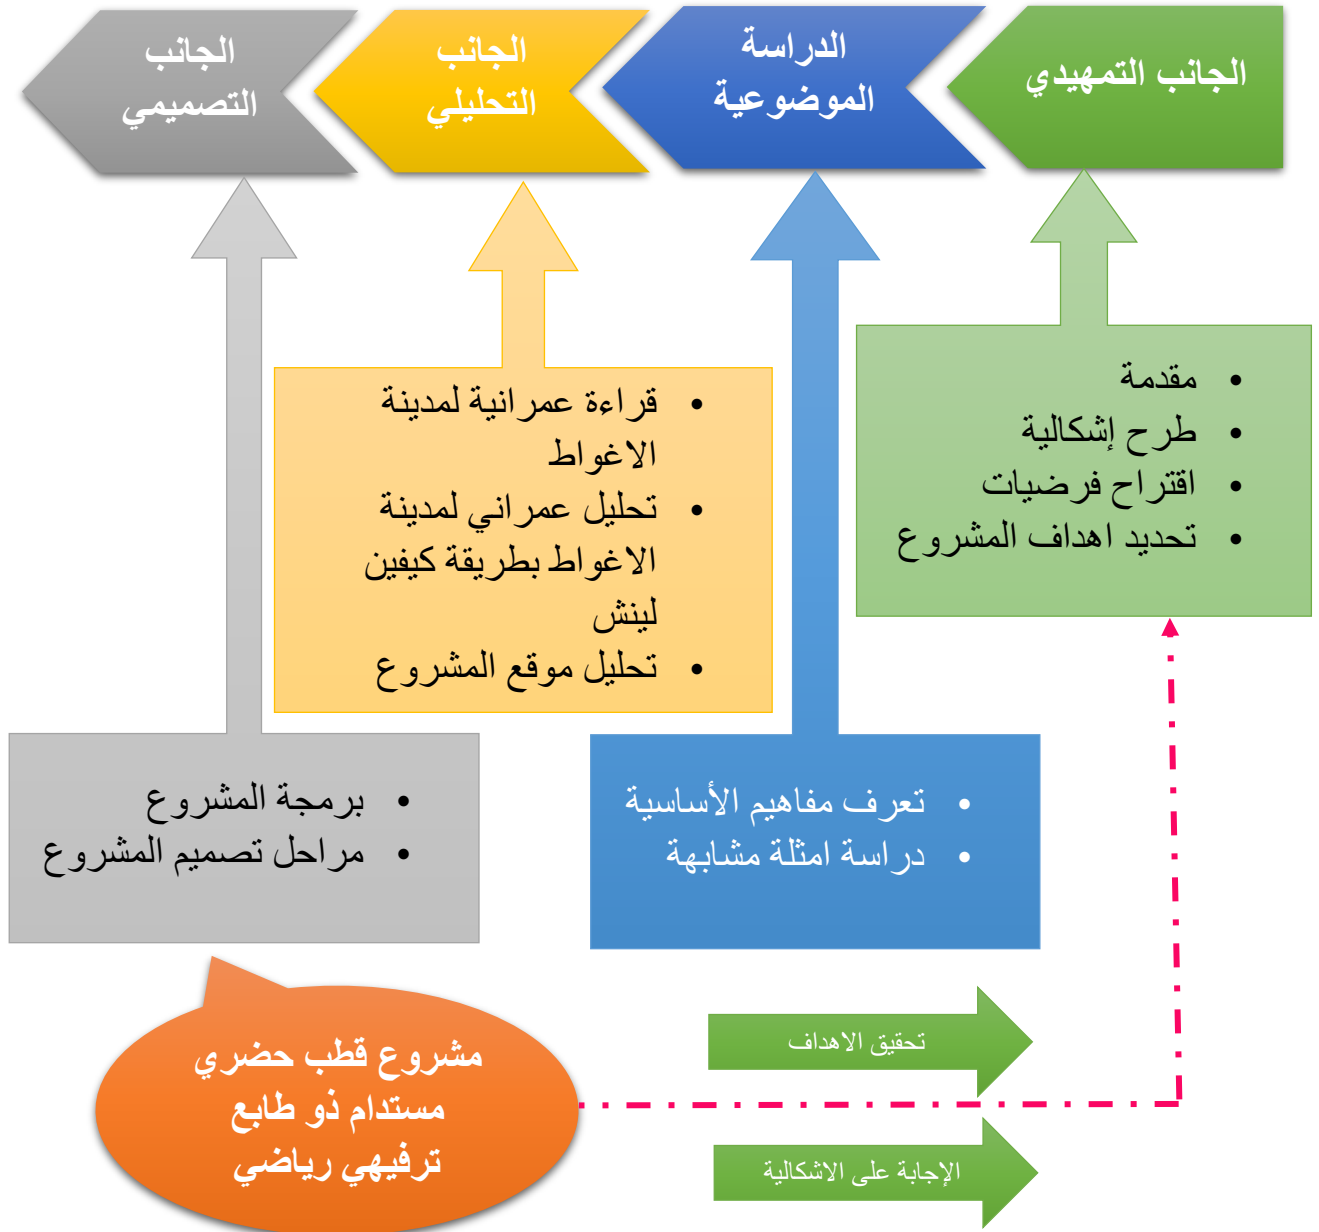 الجانب التمهيدي
الدراسة
الموضوعية
الجانب
التحليلي
الجانب
التصميمي
• مقدمة
• طرح إشكالية
• اقتراح فرضيات
• تحديد اهداف المشروع
• قراءة عمرانية لمدينة
الاغواط
• تحليل عمراني لمدينة
الاغواط بطريقة كيفين
لينش
• تحليل موقع المشروع
• تعرف مفاهيم الأساسية
• دراسة امثلة مشابهة
• برمجة المشروع
• مراحل تصميم المشروع
تحقيق الاهداف
مشروع قطب حضري
مستدام ذو طابع
ترفيهي رياضي
الإجابة على الاشكالية